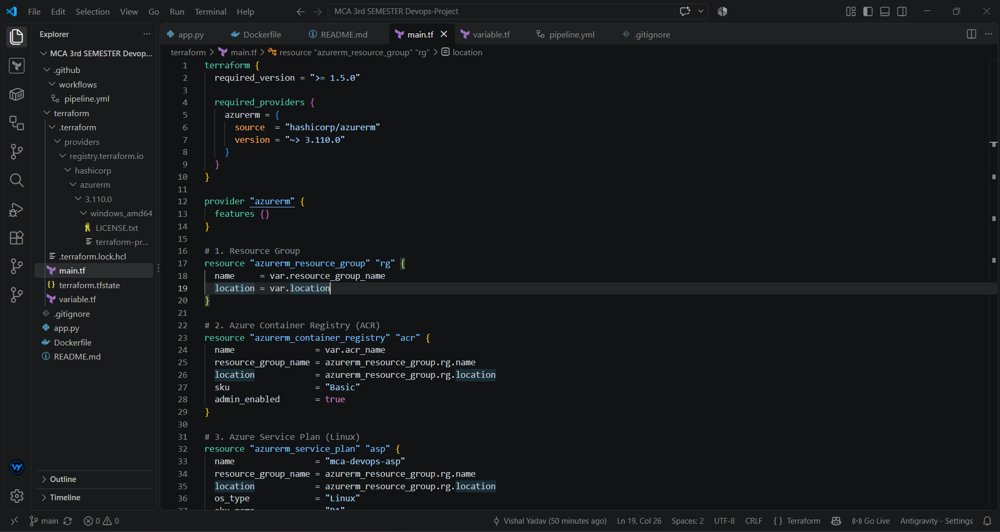 File Edit Selection View Go Run Terminal Help
MCA 3rd SEMESTER Devops-Project
Explorer
MCA 3rd SEMESTER Devop...
.github
workflows
pipeline.yml
terraform
.terraform
providers
registry.terraform.io
hashicorp
azurerm
3.110.0
windows_amd64
LICENSE.txt
terraform-pr...
.terraform.lock.hcl
main.tf
terraform.tfstate
variable.tf
.gitignore
app.py
Dockerfile
README.md
Outline
Timeline
app.py Dockerfile README.md main.tf variable.tf pipeline.yml .gitignore
terraform > main.tf > resource "azurerm_resource_group" "rg" > location
1 terraform {
2 required_version = ">= 1.5.0"
3
4 required_providers {
5 azurerm = {
6 source  = "hashicorp/azurerm"
7 version = "~> 3.110.0"
8 }
9 }
10 }
11
12 provider "azurerm" {
13 features {}
14 }
15
16 # 1. Resource Group
17 resource "azurerm_resource_group" "rg" {
18 name     = var.resource_group_name
19 location = var.location
20 }
21
22 # 2. Azure Container Registry (ACR)
23 resource "azurerm_container_registry" "acr" {
24 name                = var.acr_name
25 resource_group_name = azurerm_resource_group.rg.name
26 location            = azurerm_resource_group.rg.location
27 sku                 = "Basic"
28 admin_enabled       = true
29 }
30
31 # 3. Azure Service Plan (Linux)
32 resource "azurerm_service_plan" "asp" {
33 name                = "mca-devops-asp"
34 resource_group_name = azurerm_resource_group.rg.name
35 location            = azurerm_resource_group.rg.location
36 os_type             = "Linux"
37 sku_name            = "B1"
main 0 0 Vishal Yadav (50 minutes ago) Ln 19, Col 26 Spaces: 2 UTF-8 CRLF { } Terraform Go Live Antigravity - Settings